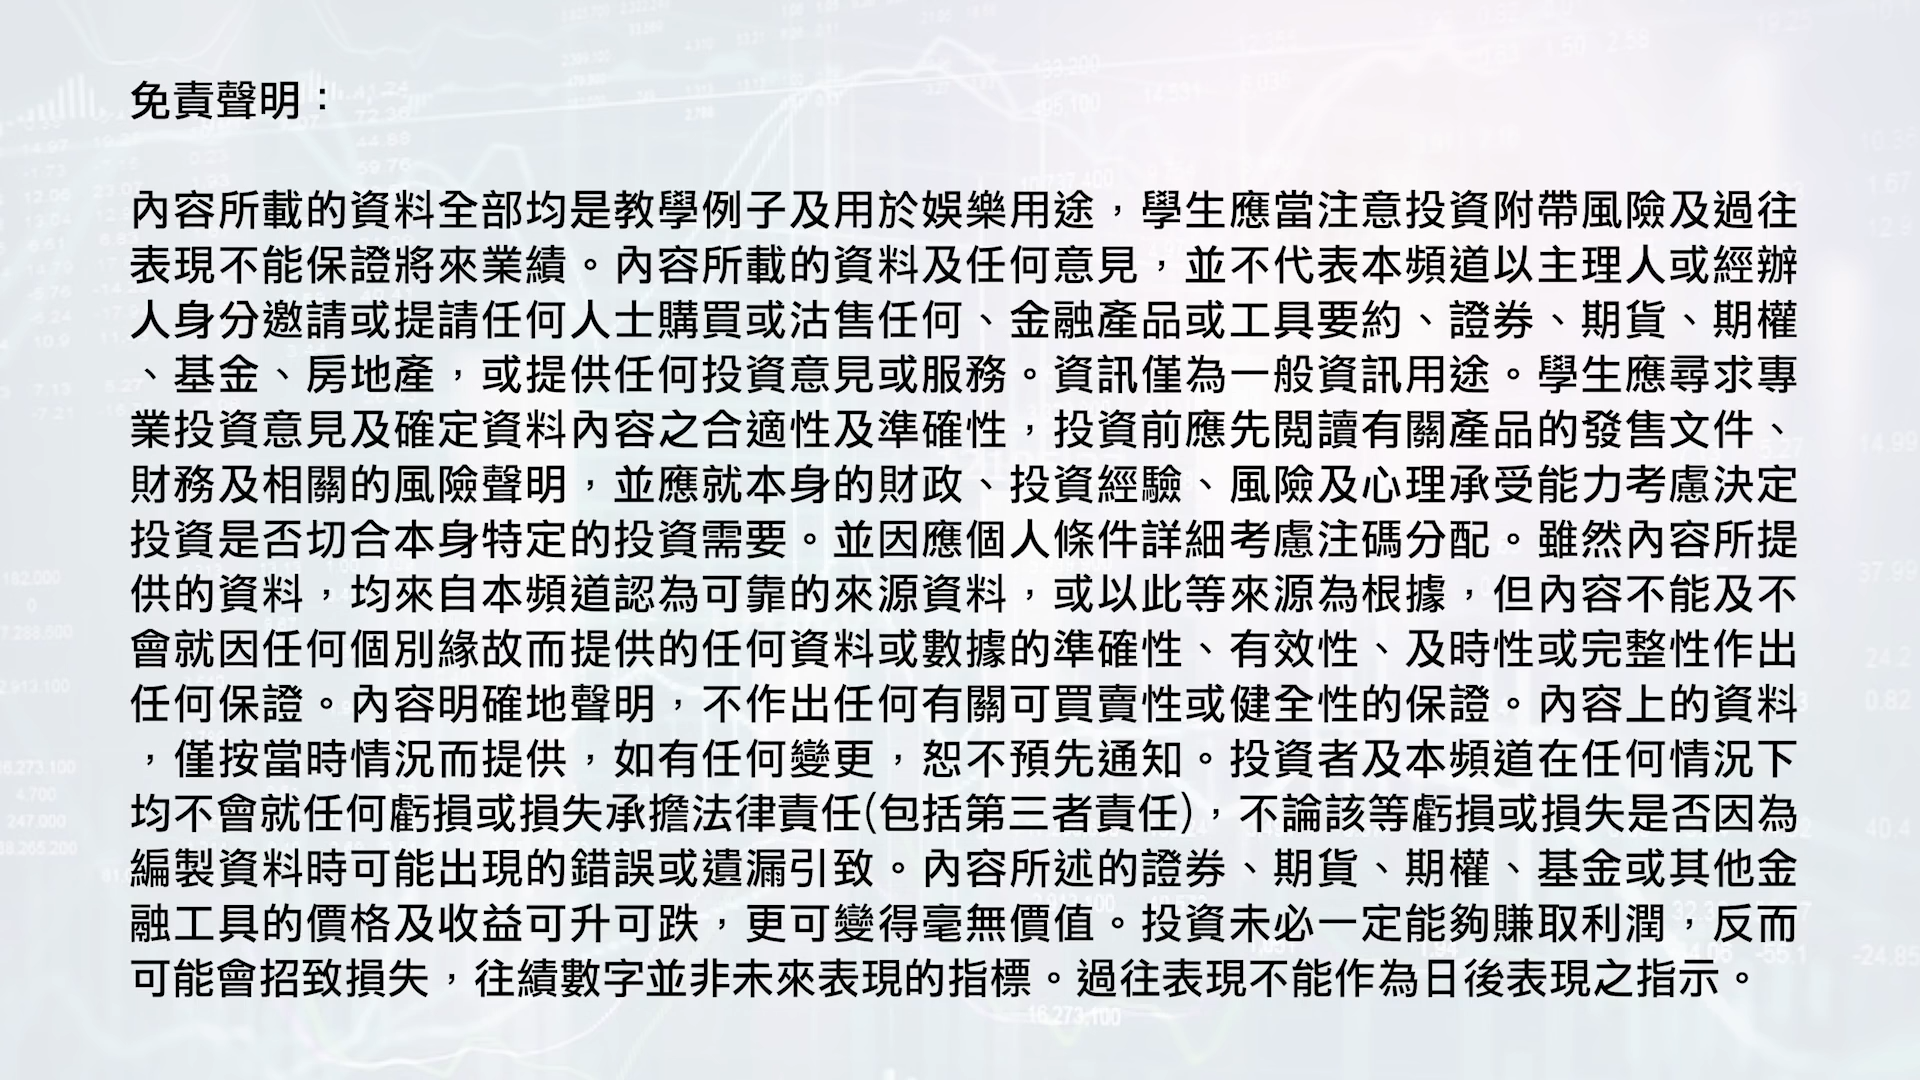 免責聲明：
內容所載的資料全部均是教學例子及用於娛樂用途，學生應當注意投資附帶風險及過往
表現不能保證將來業績。內容所載的資料及任何意見，並不代表本頻道以主理人或經辦
人身分邀請或提請任何人士購買或沽售任何、金融產品或工具要約、證券、期貨、期權
、基金、房地產，或提供任何投資意見或服務。資訊僅為一般資訊用途。學生應尋求專
業投資意見及確定資料內容之合適性及準確性，投資前應先閱讀有關產品的發售文件、
財務及相關的風險聲明，並應就本身的財政、投資經驗、風險及心理承受能力考慮決定
投資是否切合本身特定的投資需要。並因應個人條件詳細考慮注碼分配。雖然內容所提
供的資料，均來自本頻道認為可靠的來源資料，或以此等來源為根據，但內容不能及不
會就因任何個別緣故而提供的任何資料或數據的準確性、有效性、及時性或完整性作出
任何保證。內容明確地聲明，不作出任何有關可買賣性或健全性的保證。內容上的資料
，僅按當時情況而提供，如有任何變更，恕不預先通知。投資者及本頻道在任何情況下
均不會就任何虧損或損失承擔法律責任(包括第三者責任)，不論該等虧損或損失是否因為
編製資料時可能出現的錯誤或遺漏引致。內容所述的證券、期貨、期權、基金或其他金
融工具的價格及收益可升可跌，更可變得毫無價值。投資未必一定能夠賺取利潤，反而
可能會招致損失，往績數字並非未來表現的指標。過往表現不能作為日後表現之指示。